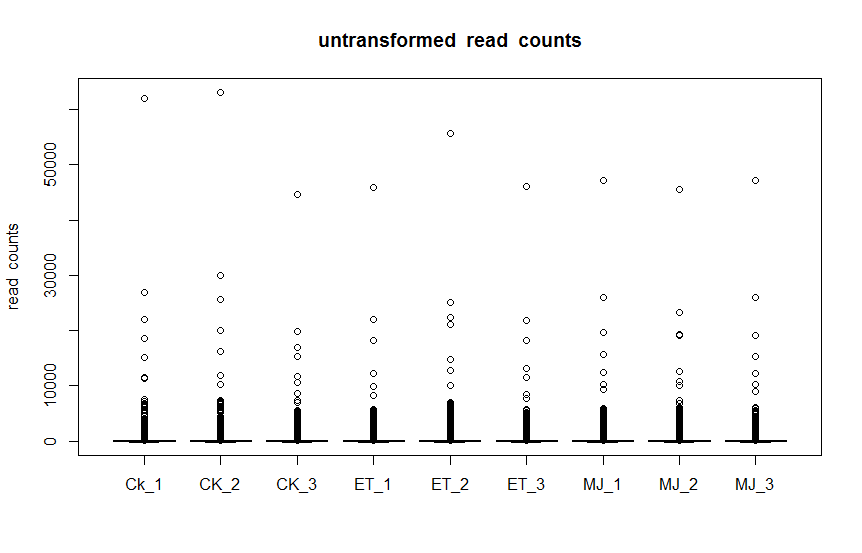 untransformed read counts
read counts
50000
30000
10000
0
Ck_1 CK_2 CK_3 ET_1 ET_2 ET_3 MJ_1 MJ_2 MJ_3